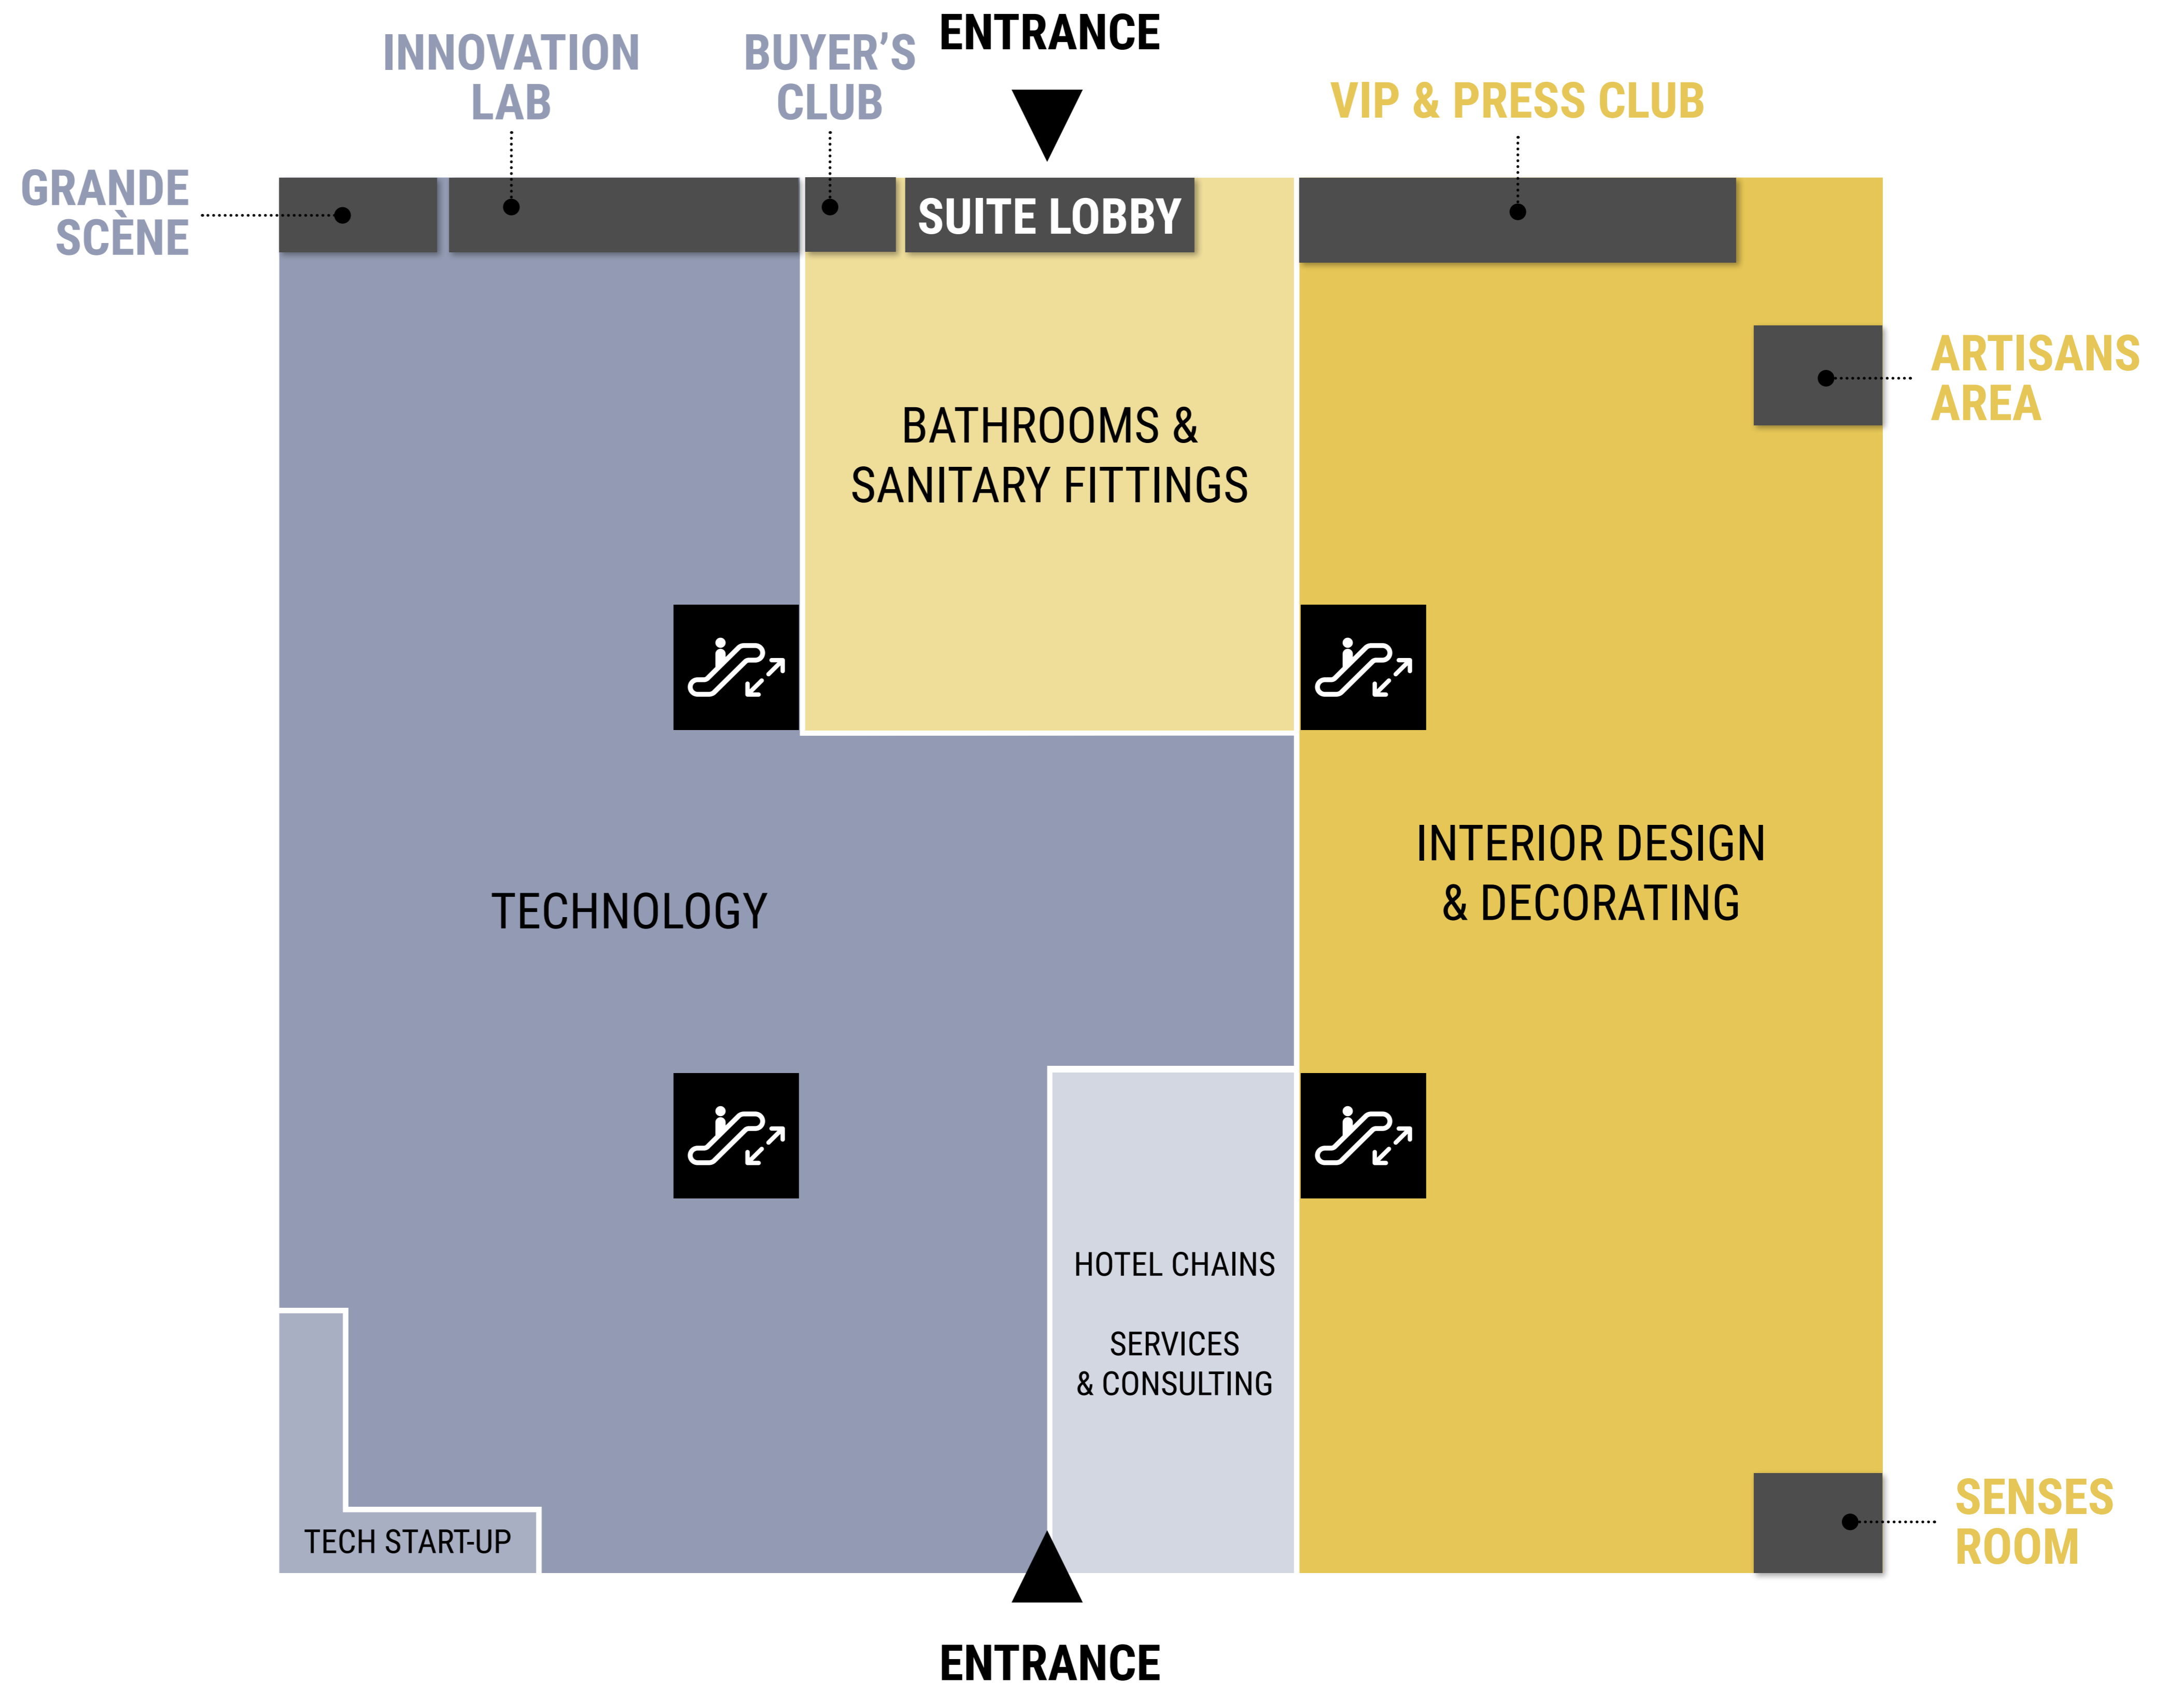 ENTRANCE
INNOVATION
LAB
BUYER’S
CLUB
VIP & PRESS CLUB
GRANDE
SCÈNE
SUITE LOBBY
ARTISANS
AREA
BATHROOMS &
SANITARY FITTINGS
INTERIOR DESIGN
& DECORATING
TECHNOLOGY
HOTEL CHAINS
SERVICES
& CONSULTING
TECH START-UP
SENSES
ROOM
ENTRANCE